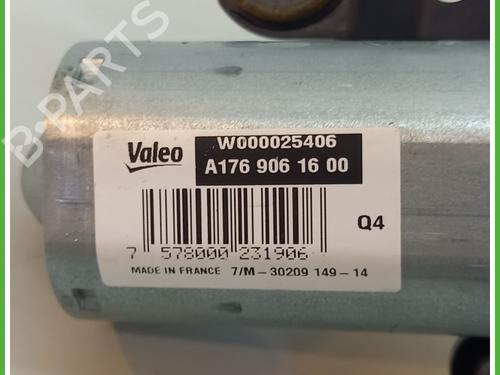 B-PARTS
Valeo
W000025406
A176 906 16 00
Q4
7 578000 231906
MADE IN FRANCE 7/M-30209 149-14